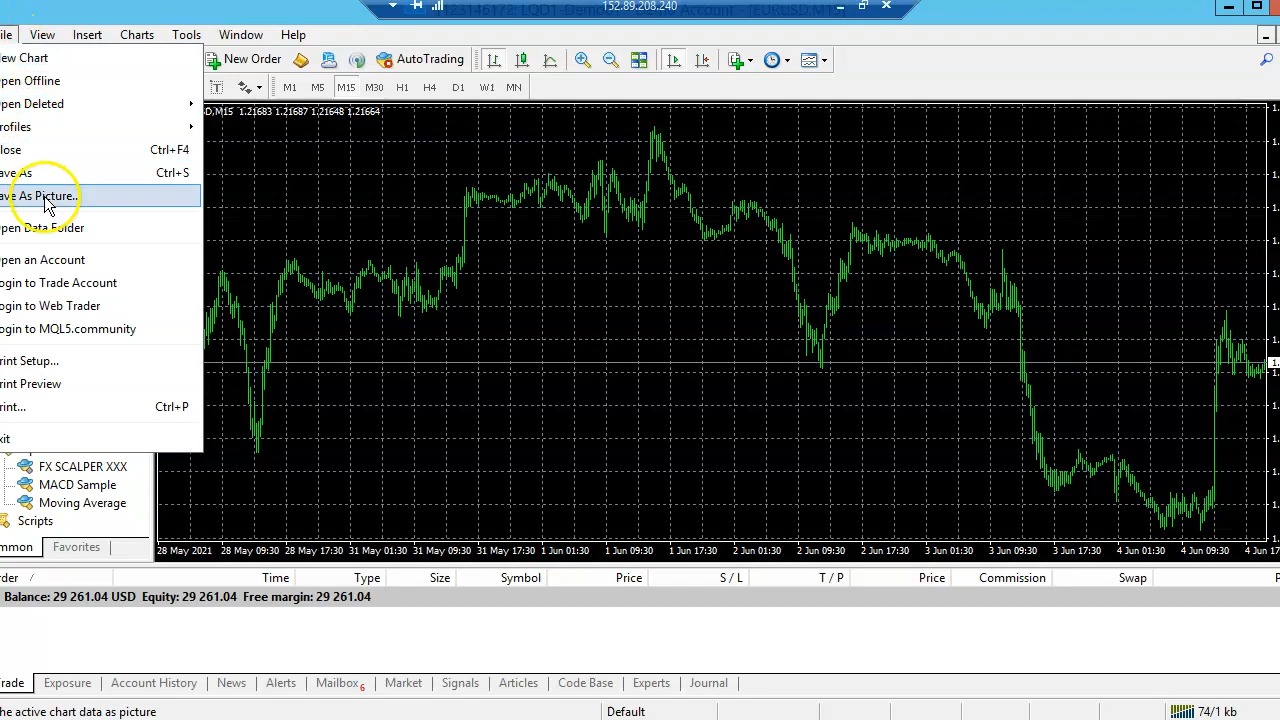 152.89.208.240
ile View Insert Charts Tools Window Help
ew Chart
pen Offline
pen Deleted
rofiles
lose Ctrl+F4
ave As Ctrl+S
ave As Picture...
pen Data Folder
pen an Account
ogin to Trade Account
ogin to Web Trader
ogin to MQL5.community
rint Setup...
rint Preview
rint... Ctrl+P
xit
New Order AutoTrading
T M1 M5 M15 M30 H1 H4 D1 W1 MN
D,M15 1.21683 1.21687 1.21648 1.21664
FX SCALPER XXX
MACD Sample
Moving Average
Scripts
mmon Favorites
28 May 2021 28 May 09:30 28 May 17:30 31 May 01:30 31 May 09:30 31 May 17:30 1 Jun 01:30 1 Jun 09:30 1 Jun 17:30 2 Jun 01:30 2 Jun 09:30 2 Jun 17:30 3 Jun 01:30 3 Jun 09:30 3 Jun 17:30 4 Jun 01:30 4 Jun 09:30 4 Jun 17
rder / Time Type Size Symbol Price S / L T / P Price Commission Swap P
Balance: 29 261.04 USD Equity: 29 261.04 Free margin: 29 261.04
rade Exposure Account History News Alerts Mailbox 6 Market Signals Articles Code Base Experts Journal
he active chart data as picture Default 74/1 kb